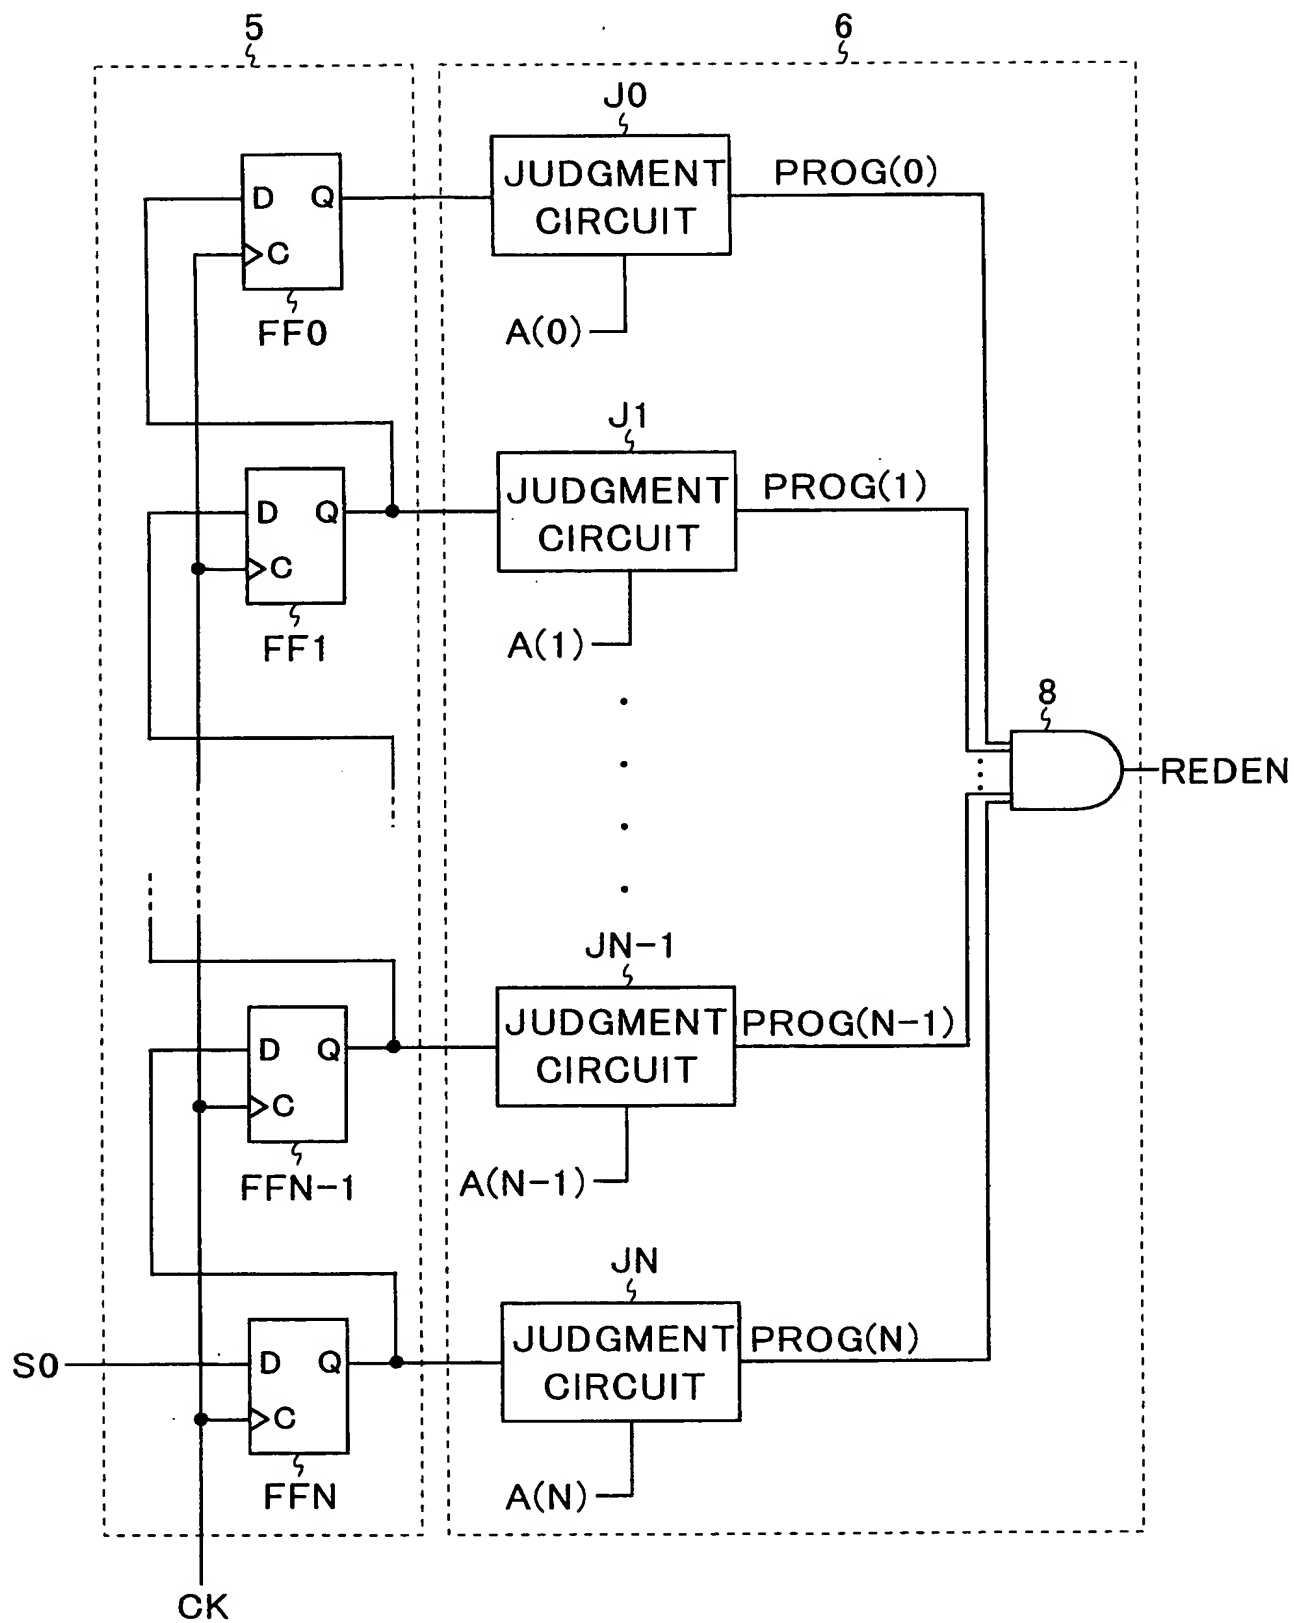 5
6
J0
JUDGMENT
CIRCUIT
PROG(0)
D Q
C
FF0
A(0)
J1
JUDGMENT
CIRCUIT
PROG(1)
D Q
C
FF1
A(1)
8
REDEN
JN-1
JUDGMENT
CIRCUIT
PROG(N-1)
D Q
C
FFN-1
A(N-1)
JN
JUDGMENT
CIRCUIT
PROG(N)
S0
D Q
C
FFN
A(N)
CK